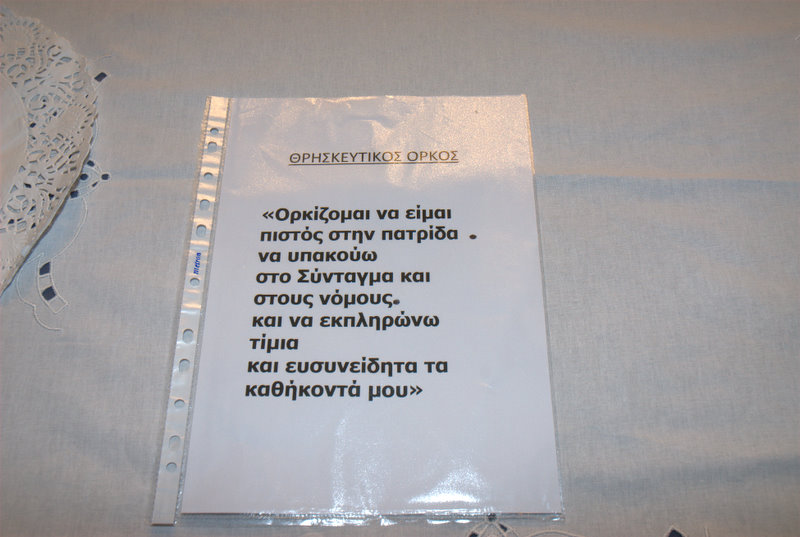 ΘΡΗΣΚΕΥΤΙΚΟΣ ΟΡΚΟΣ
«Ορκίζομαι να είμαι
πιστός στην πατρίδα .
να υπακούω
στο Σύνταγμα και
στους νόμους.
και να εκπληρώνω
τίμια
και ευσυνείδητα τα
καθήκοντά μου»